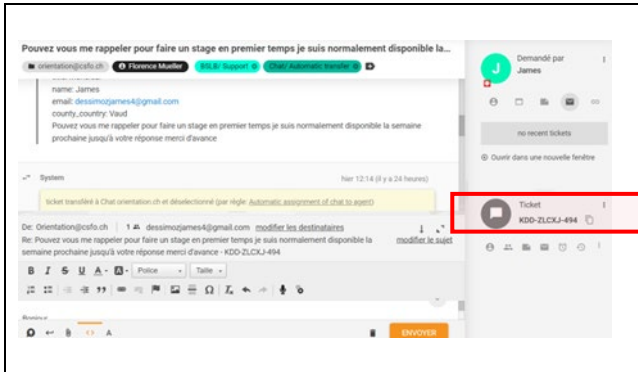 Pouvez vous me rappeler pour faire un stage en premier temps je suis normalement disponible la...
orientation@csfo.ch Florence Mueller BSLB/ Support Chat/ Automatic transfer
name: James
email: dessimozjames4@gmail.com
county_country: Vaud
Pouvez vous me rappeler pour faire un stage en premier temps je suis normalement disponible la semaine
prochaine jusqu'à votre réponse merci d'avance
System hier 12:14 (il y a 24 heures)
ticket transféré à Chat orientation.ch et déselectionné (par règle: Automatic assignment of chat to agent)
De: Orientation@csfo.ch 1 dessimozjames4@gmail.com modifier les destinataires
Re: Pouvez vous me rappeler pour faire un stage en premier temps je suis normalement disponible la modifier le sujet
semaine prochaine jusqu'à votre réponse merci d'avance - KDD-ZLCXJ-494
B I S U A A Police Taille
Bonjour
ENVOYER
Demandé par
J James
no recent tickets
Ouvrir dans une nouvelle fenêtre
Ticket
KDD-ZLCXJ-494